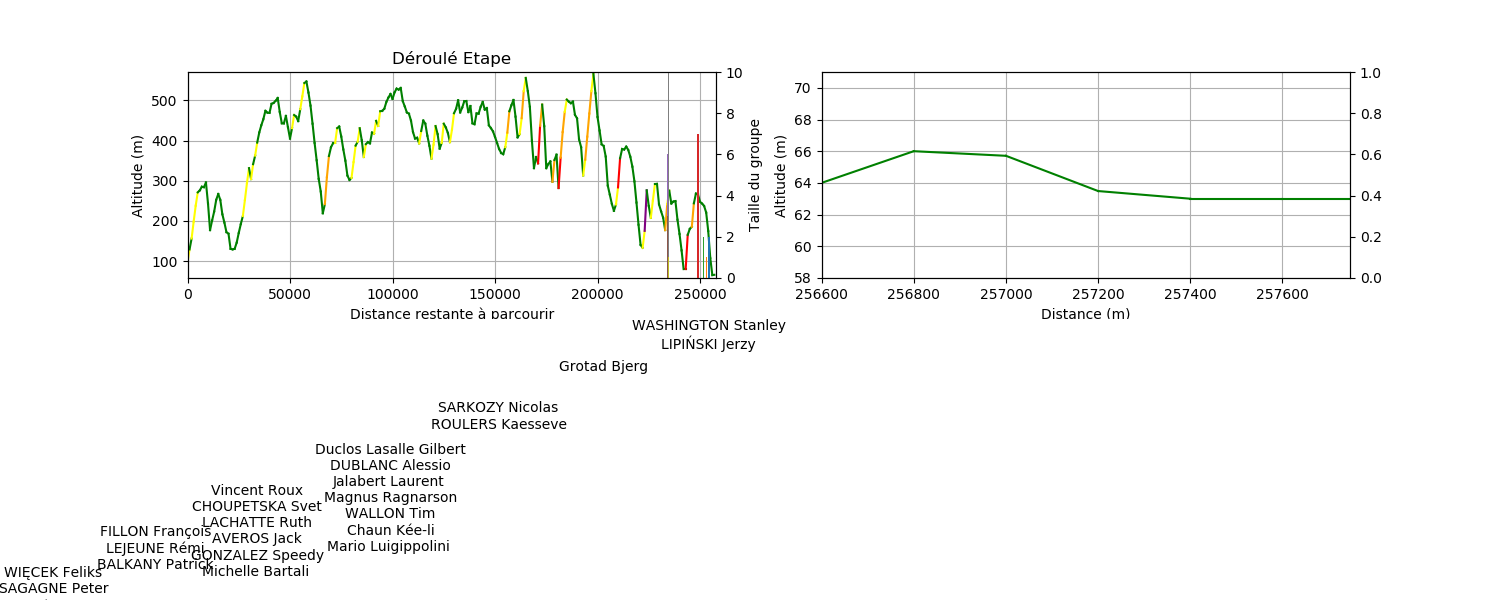 Déroulé Etape
500
400
300
200
100
Altitude (m)
10
8
6
4
2
0
Taille du groupe
0
50000
100000
150000
200000
250000
Distance restante à parcourir
70
68
66
64
62
60
58
Altitude (m)
1.0
0.8
0.6
0.4
0.2
0.0
256600
256800
257000
257200
257400
257600
Distance (m)
WASHINGTON Stanley
LIPIŃSKI Jerzy
Grotad Bjerg
SARKOZY Nicolas
ROULERS Kaesseve
Duclos Lasalle Gilbert
DUBLANC Alessio
Jalabert Laurent
Magnus Ragnarson
WALLON Tim
Chaun Kée-li
Mario Luigippolini
Vincent Roux
CHOUPETSKA Svet
LACHATTE Ruth
AVEROS Jack
GONZALEZ Speedy
Michelle Bartali
FILLON François
LEJEUNE Rémi
BALKANY Patrick
WIĘCEK Feliks
SAGAGNE Peter